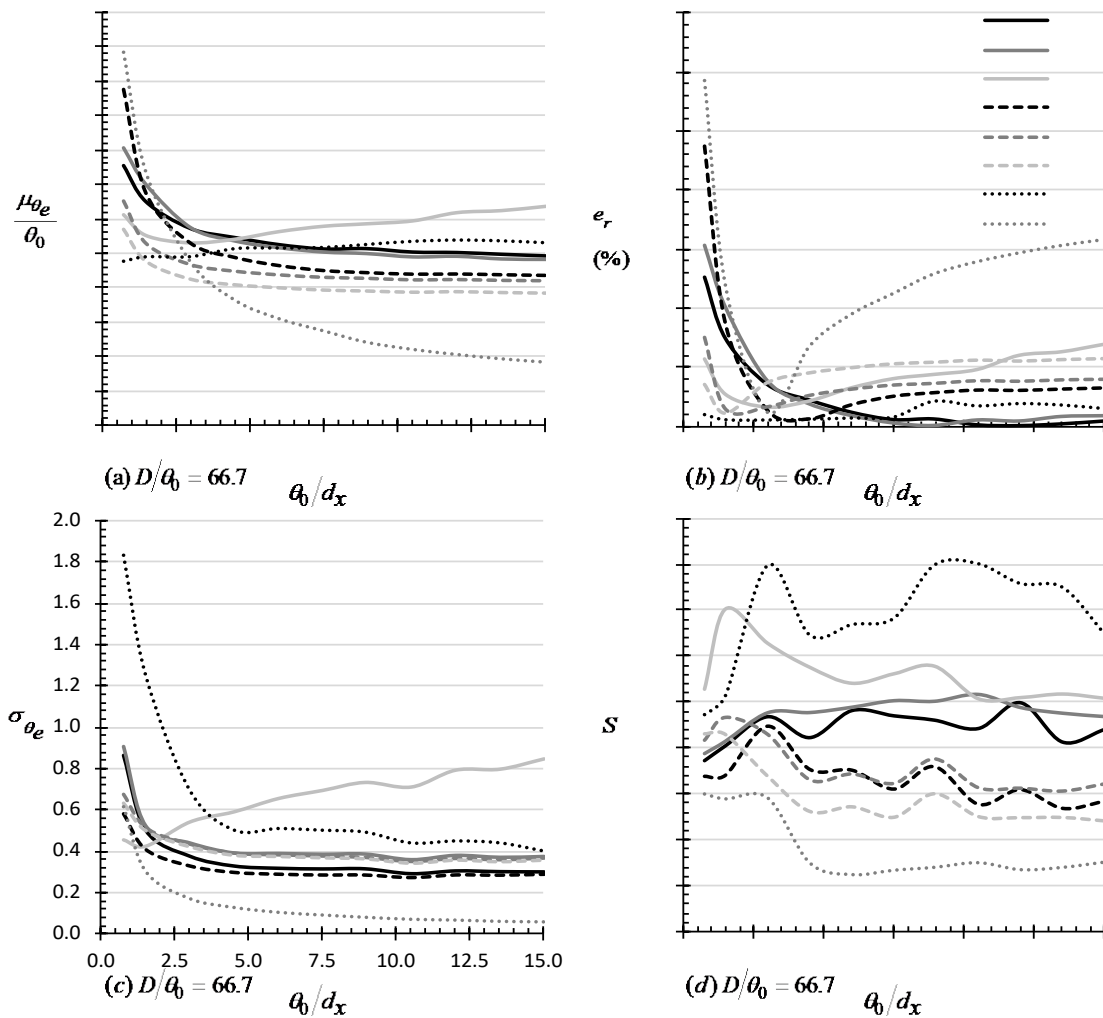 μθe
θ0
er
(%)
(a) D/θ0 = 66.7
θ0/dx
(b) D/θ0 = 66.7
θ0/dx
2.0
1.8
1.6
1.4
1.2
1.0
0.8
0.6
0.4
0.2
0.0
σθe
S
0.0 2.5 5.0 7.5 10.0 12.5 15.0
(c) D/θ0 = 66.7
θ0/dx
(d) D/θ0 = 66.7
θ0/dx